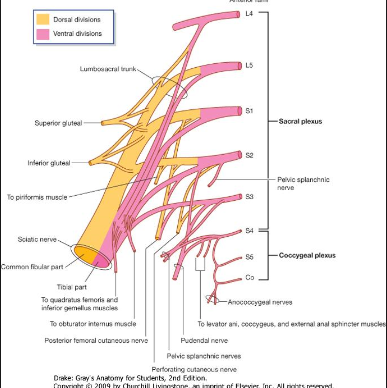 Anterior rami
Dorsal divisions
Ventral divisions
L4
Lumbosacral trunk
L5
S1
Superior gluteal
Sacral plexus
S2
Inferior gluteal
Pelvic splanchnic
nerve
To piriformis muscle
S3
S4
Sciatic nerve
Coccygeal plexus
S5
Common fibular part
Co
Tibial part
Anococcygeal nerves
To quadratus femoris and
inferior gemellus muscles
To obturator internus muscle
To levator ani, coccygeus, and external anal sphincter muscles
Posterior femoral cutaneous nerve
Pudendal nerve
Pelvic splanchnic nerves
Perforating cutaneous nerve
Drake: Gray's Anatomy for Students, 2nd Edition.
Copyright © 2009 by Churchill Livingstone, an imprint of Elsevier, Inc. All rights reserved.